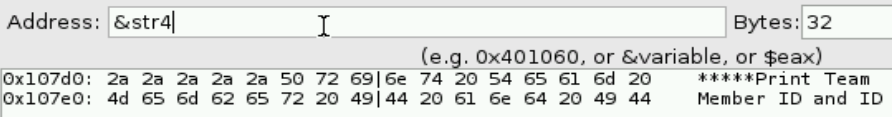 Address: &str4 Bytes: 32
(e.g. 0x401060, or &variable, or $eax)
0x107d0: 2a 2a 2a 2a 2a 50 72 69|6e 74 20 54 65 61 6d 20 *****Print Team
0x107e0: 4d 65 6d 62 65 72 20 49|44 20 61 6e 64 20 49 44 Member ID and ID